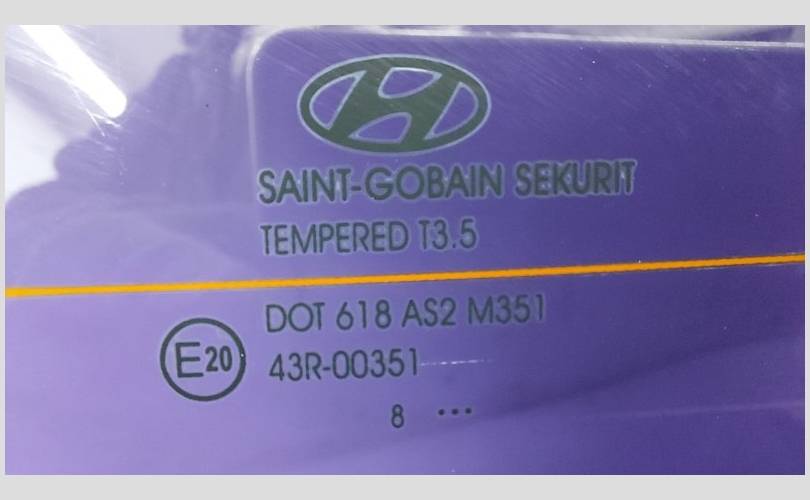 SAINT-GOBAIN SEKURIT
TEMPERED T3.5
DOT 618 AS2 M351
E20
43R-00351
8 ...